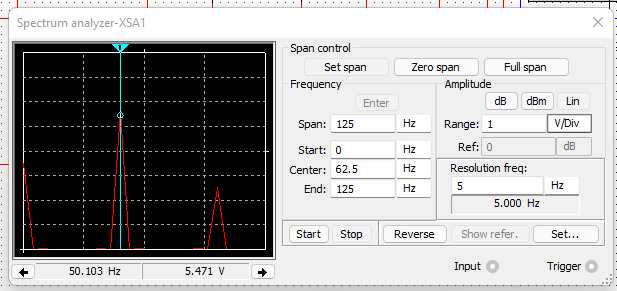 Spectrum analyzer-XSA1
1
Span control
Set span Zero span Full span
Frequency
Enter
Span: 125 Hz
Start: 0 Hz
Center: 62.5 Hz
End: 125 Hz
Amplitude
dB dBm Lin
Range: 1 V/Div
Ref: 0 dB
Resolution freq:
5 Hz
5.000 Hz
Start Stop Reverse Show refer. Set...
50.103 Hz 5.471 V
Input Trigger